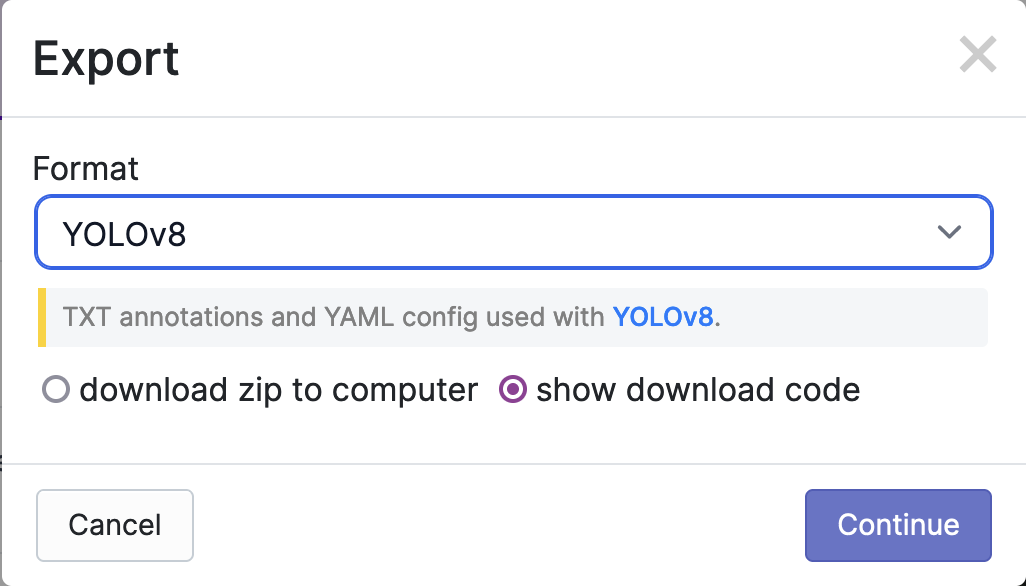 Export
Format
YOLOv8
TXT annotations and YAML config used with YOLOv8.
download zip to computer show download code
Cancel Continue